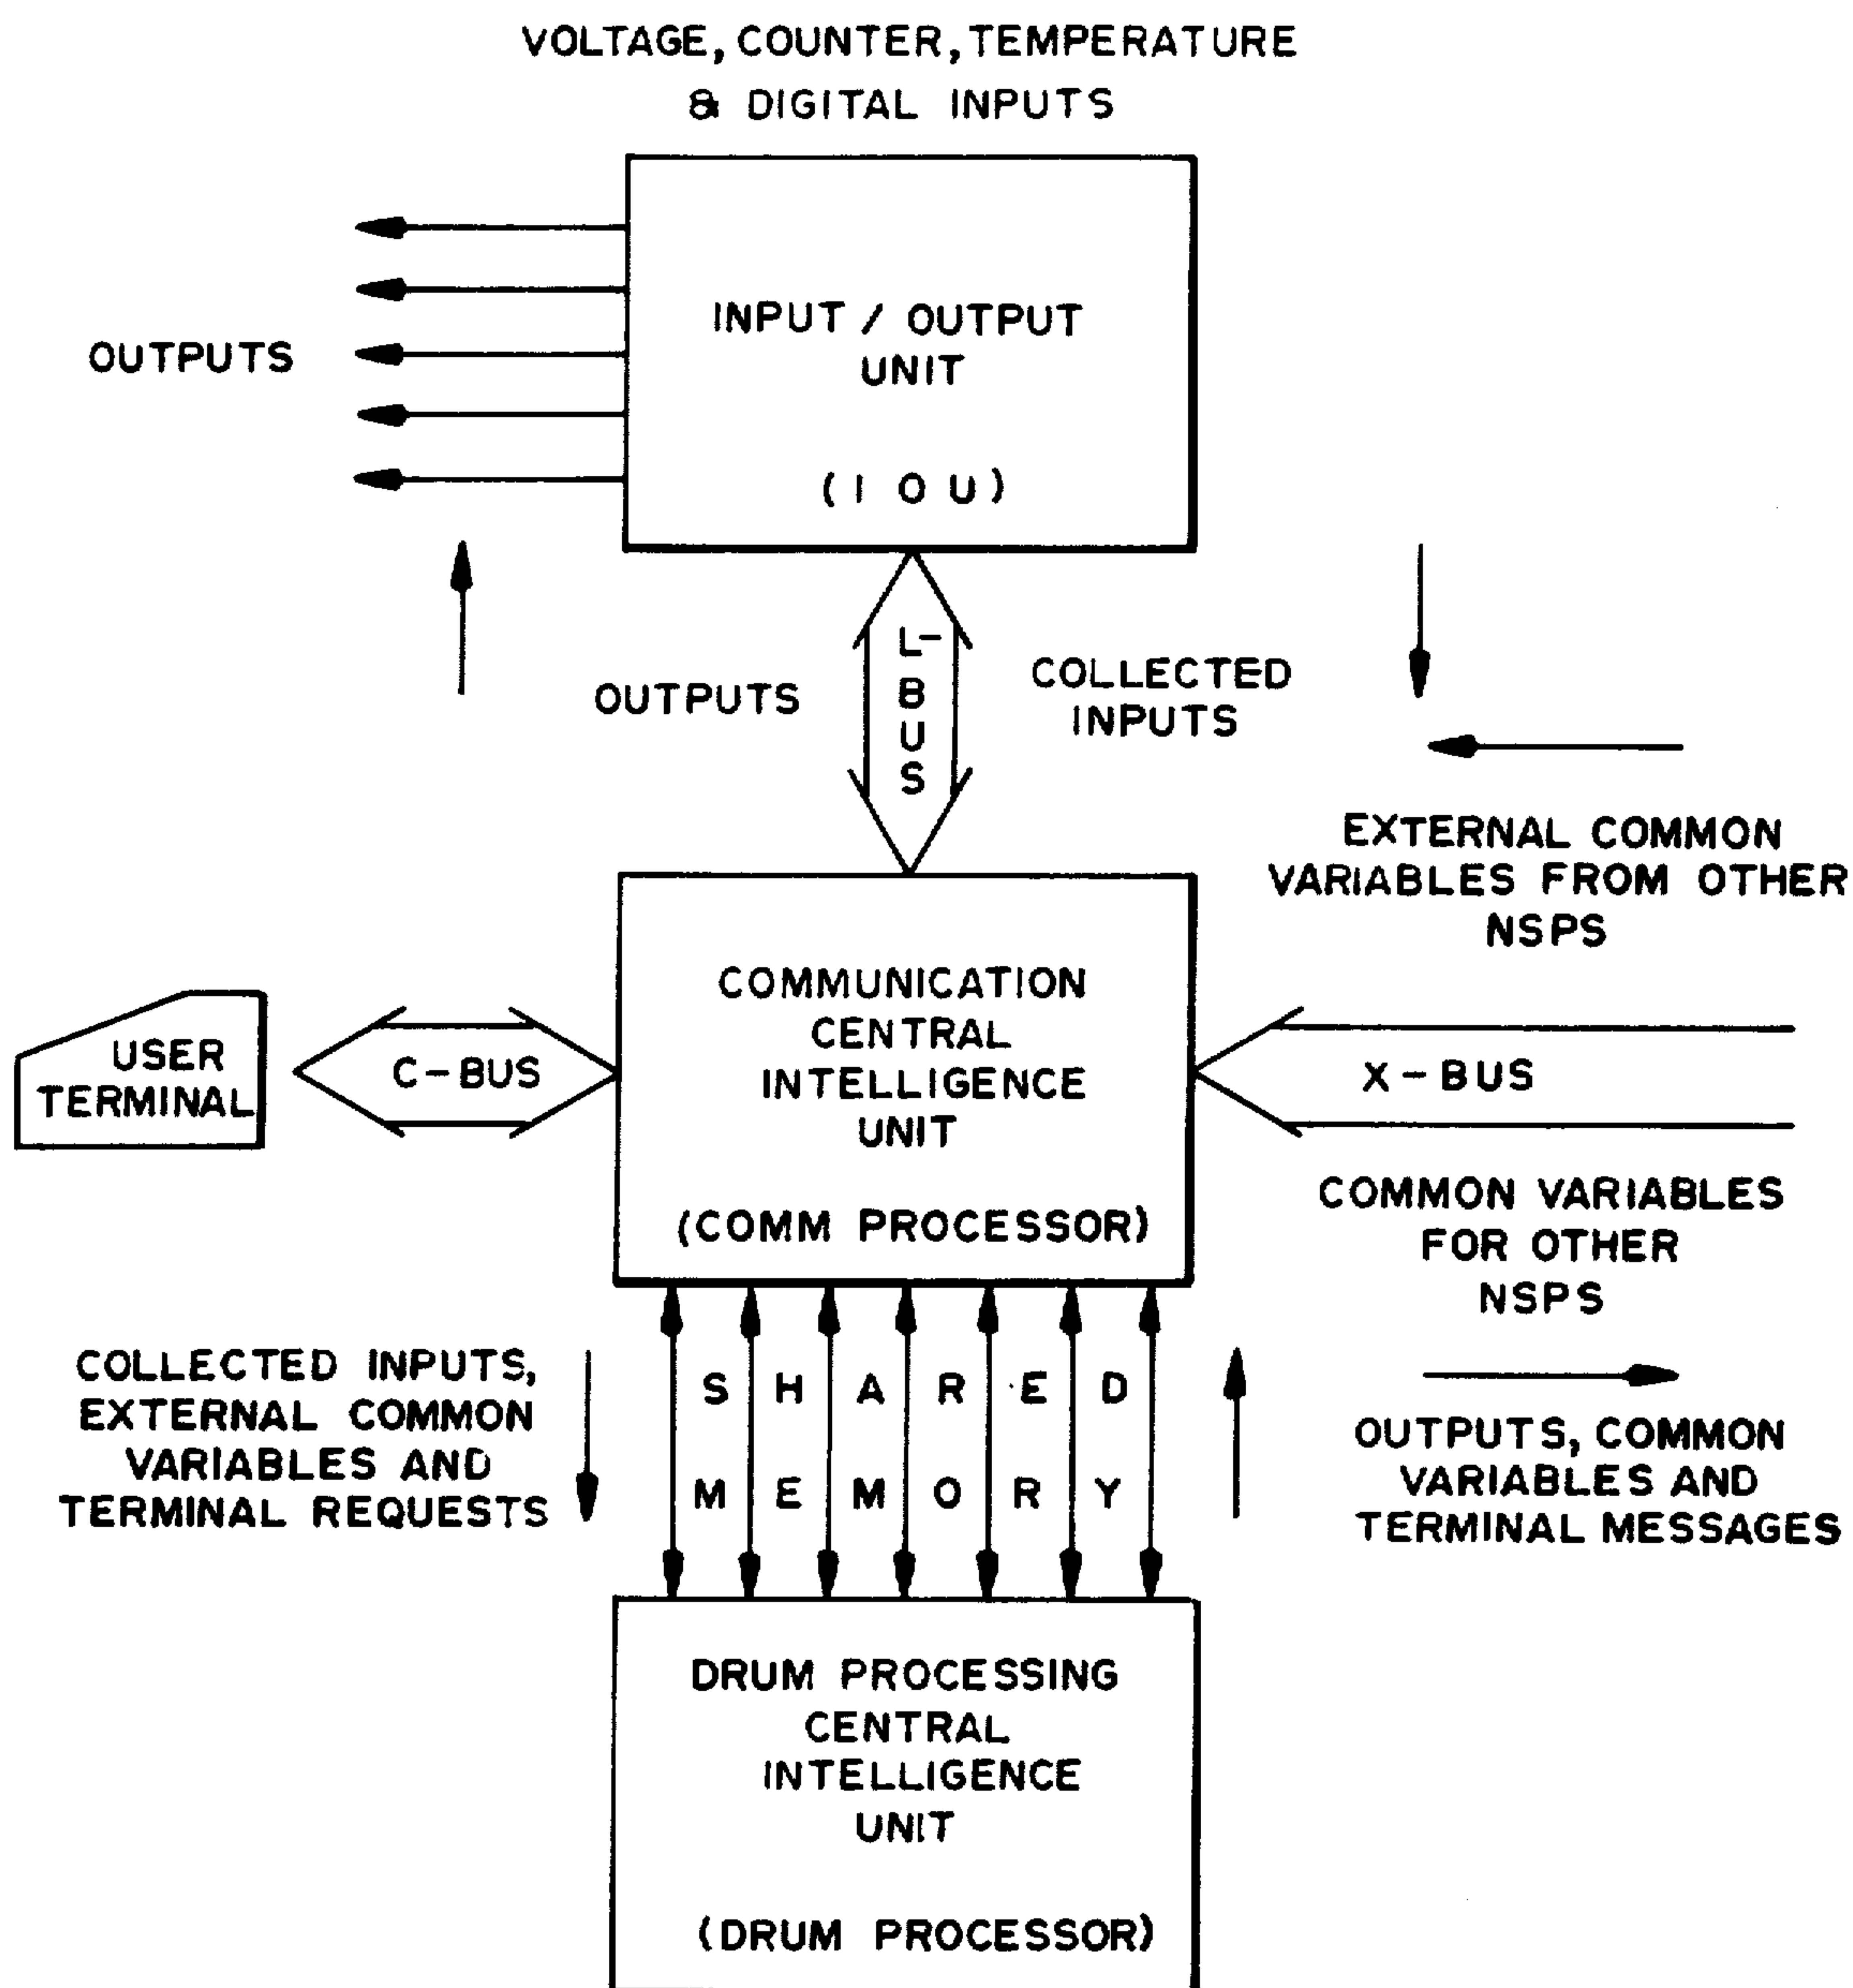 VOLTAGE, COUNTER, TEMPERATURE
& DIGITAL INPUTS
INPUT / OUTPUT
UNIT
(I O U)
OUTPUTS
OUTPUTS
L-
B
U
S
COLLECTED
INPUTS
EXTERNAL COMMON
VARIABLES FROM OTHER
NSPS
USER
TERMINAL
C-BUS
COMMUNICATION
CENTRAL
INTELLIGENCE
UNIT
(COMM PROCESSOR)
X-BUS
COMMON VARIABLES
FOR OTHER
NSPS
COLLECTED INPUTS,
EXTERNAL COMMON
VARIABLES AND
TERMINAL REQUESTS
S H A R E D
M E M O R Y
OUTPUTS, COMMON
VARIABLES AND
TERMINAL MESSAGES
DRUM PROCESSING
CENTRAL
INTELLIGENCE
UNIT
(DRUM PROCESSOR)